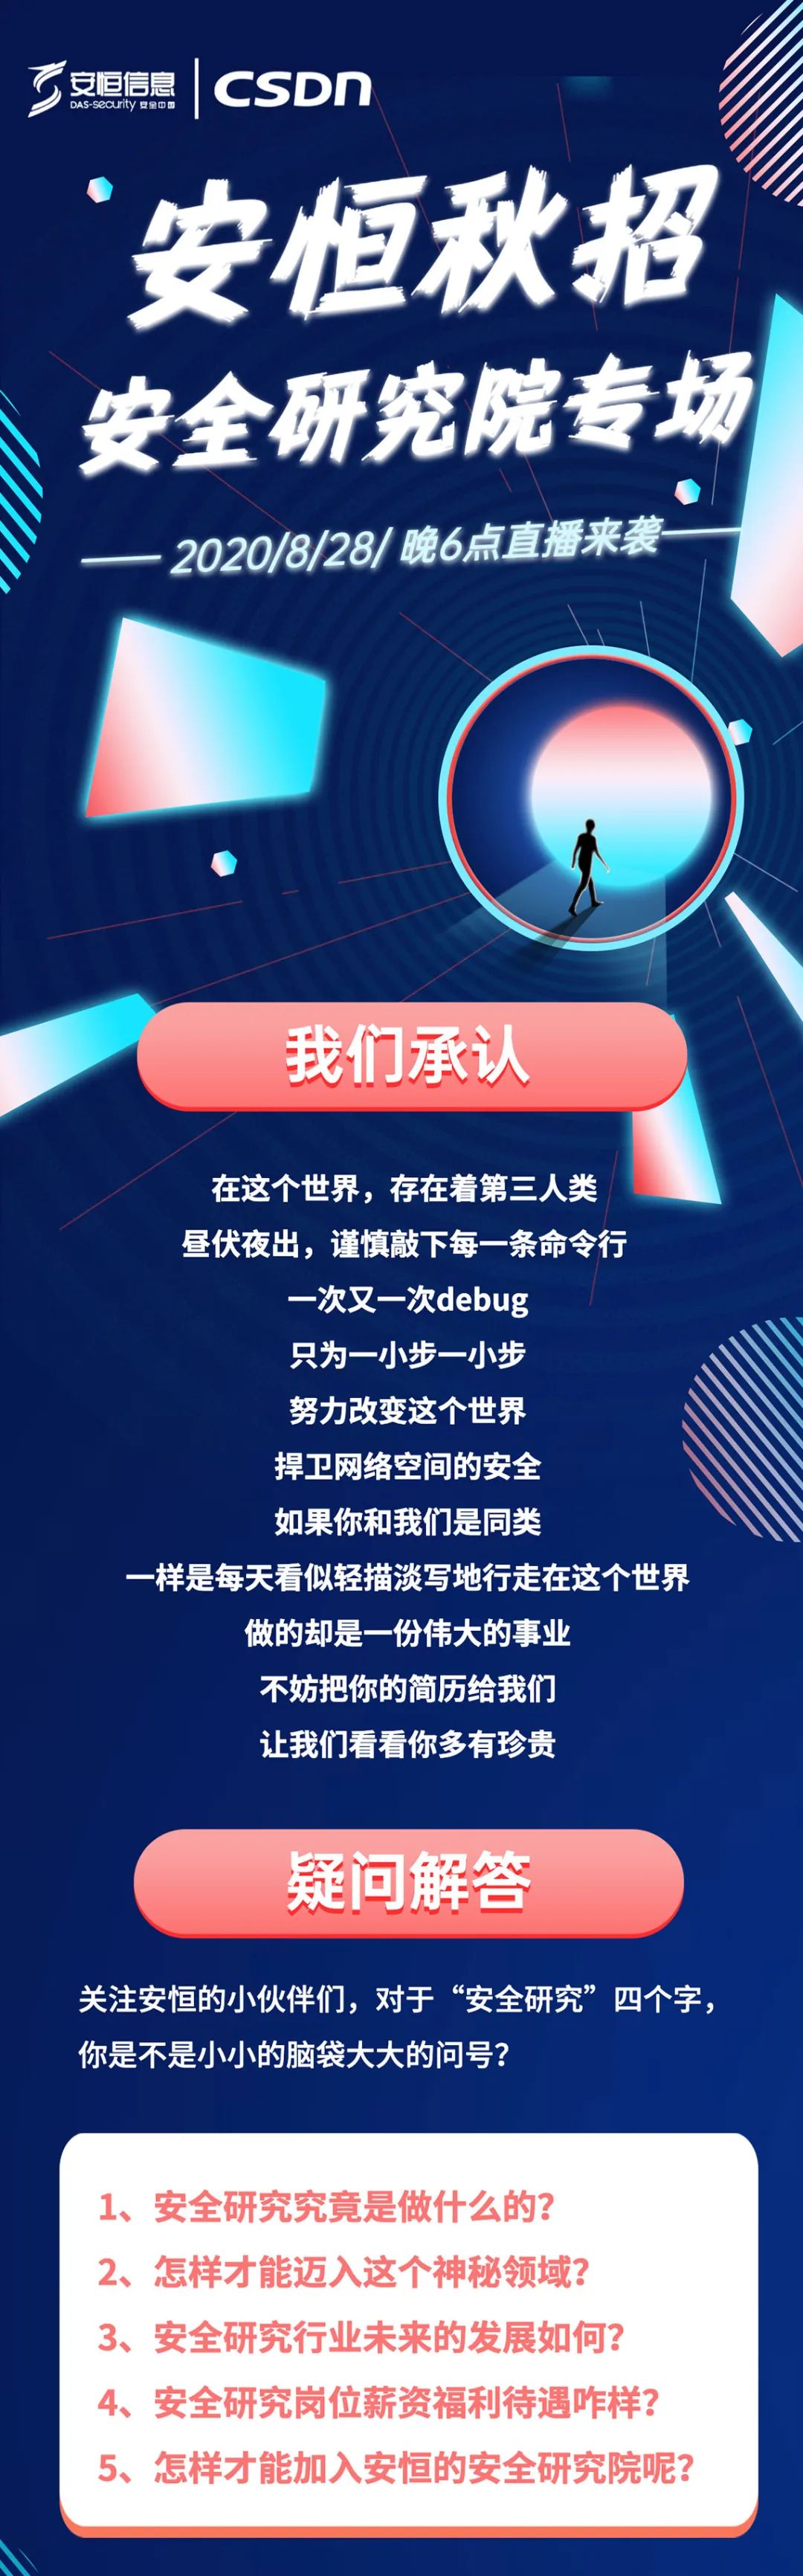 安恒信息
DAS-security 安全中国
CSDN
安恒秋招
安全研究院专场
2020/8/28/ 晚6点直播来袭
我们承认
在这个世界，存在着第三人类
昼伏夜出，谨慎敲下每一条命令行
一次又一次debug
只为一小步一小步
努力改变这个世界
捍卫网络空间的安全
如果你和我们是同类
一样是每天看似轻描淡写地行走在这个世界
做的却是一份伟大的事业
不妨把你的简历给我们
让我们看看你多有珍贵
疑问解答
关注安恒的小伙伴们，对于“安全研究”四个字，
你是不是小小的脑袋大大的问号？
1、安全研究究竟是做什么的？
2、怎样才能迈入这个神秘领域？
3、安全研究行业未来的发展如何？
4、安全研究岗位薪资福利待遇咋样？
5、怎样才能加入安恒的安全研究院呢？